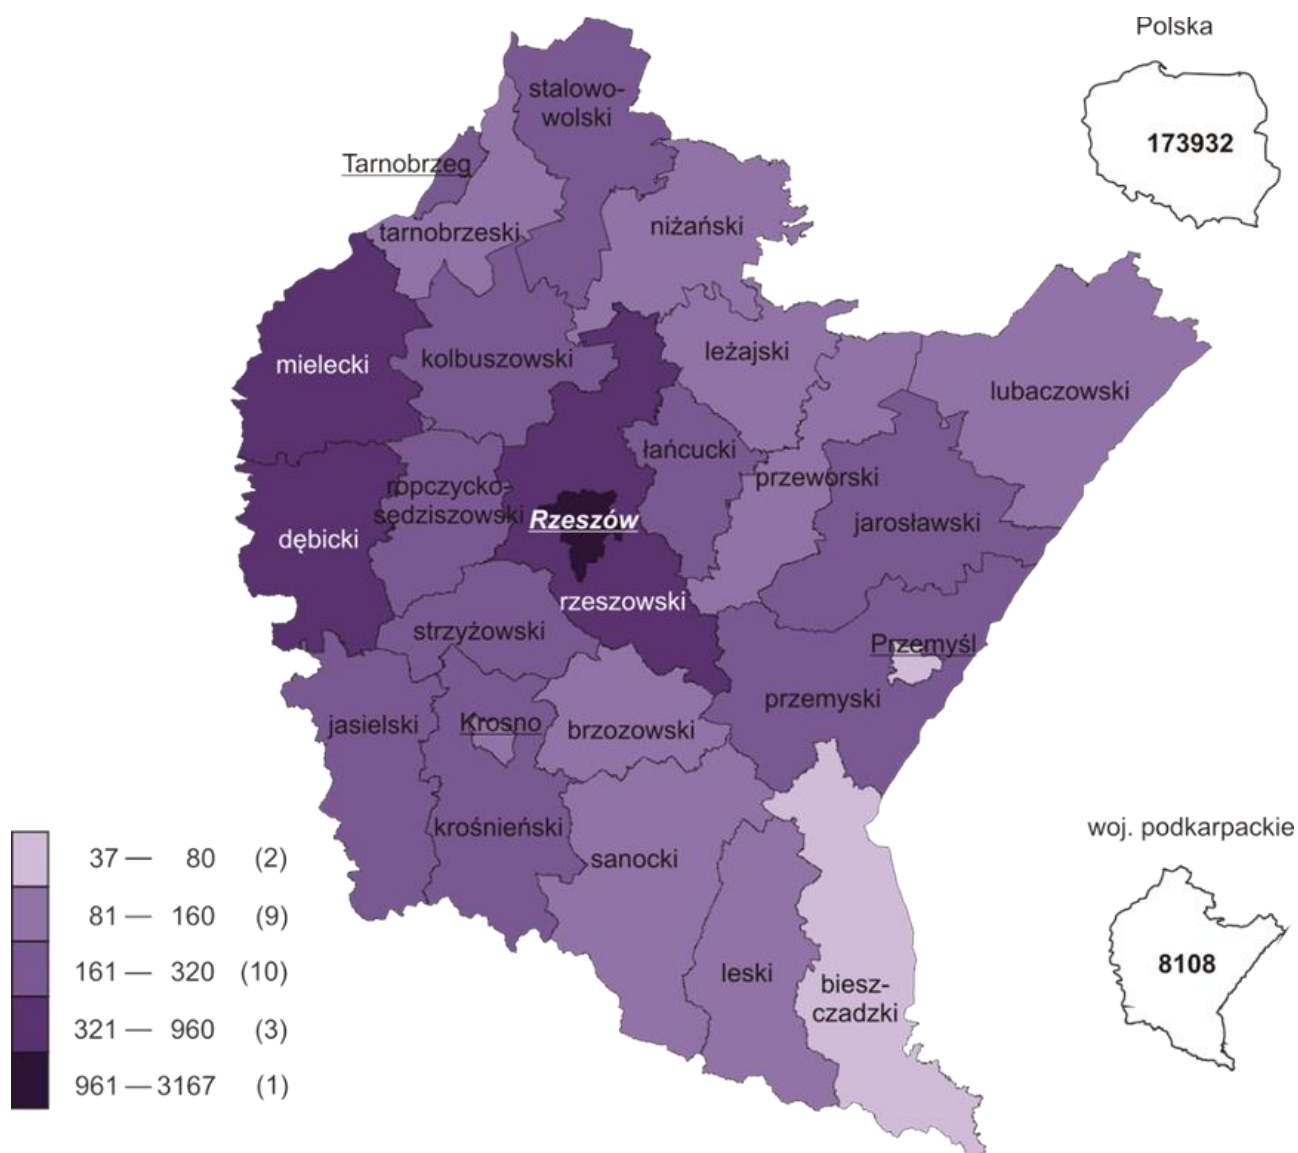 Polska
173932
stalowo-
wolski
Tarnobrzeg
tarnobrzeski
niżański
mielecki
kolbuszowski
leżajski
lubaczowski
łańcucki
ropczycko-
sędziszowski
przeworski
Rzeszów
jarosławski
dębicki
rzeszowski
strzyżowski
Przemyśl
przemyski
jasielski
Krosno
brzozowski
krośnieński
sanocki
leski
biesz-
czadzki
woj. podkarpackie
8108
37 — 80 (2)
81 — 160 (9)
161 — 320 (10)
321 — 960 (3)
961 — 3167 (1)